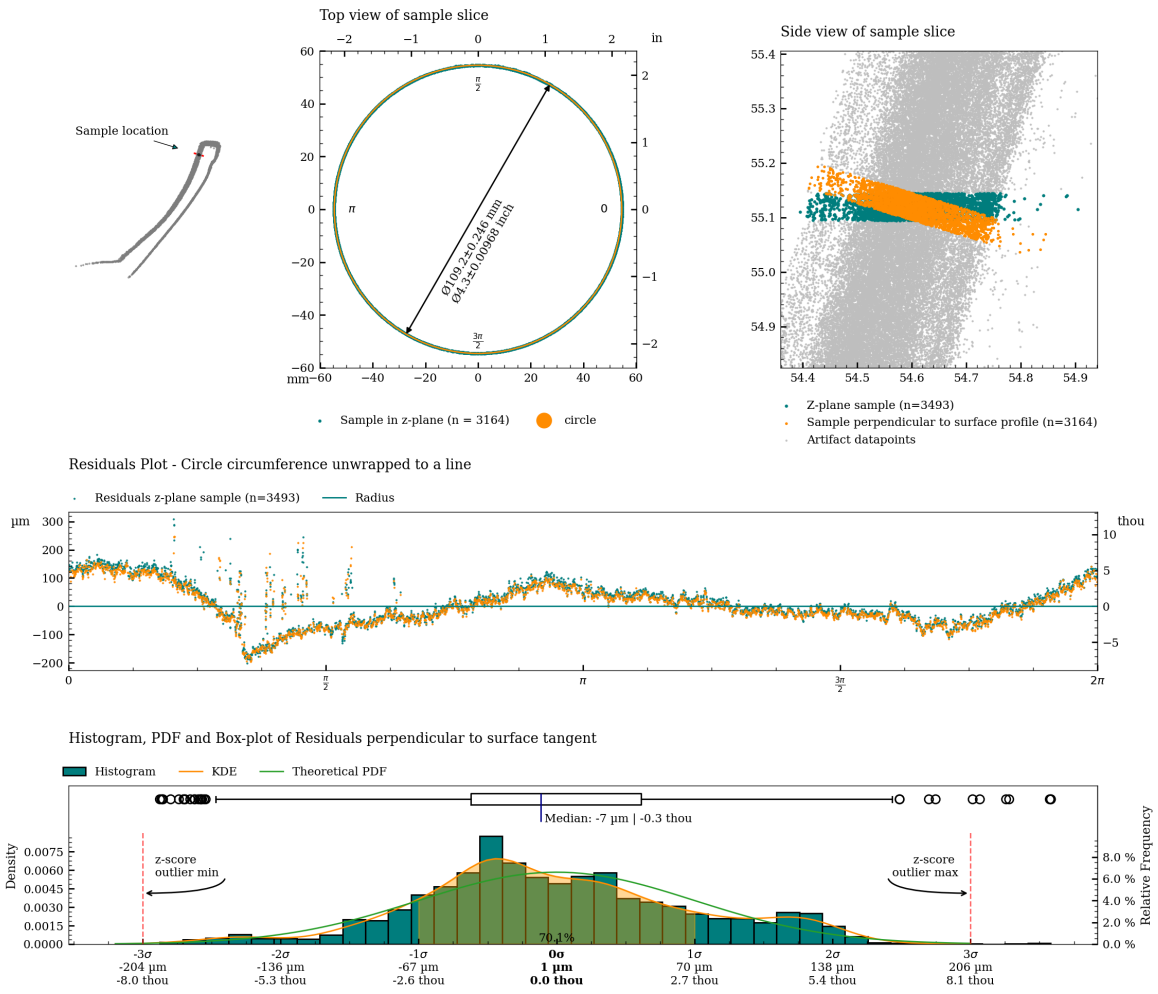 Top view of sample slice
−2 −1 0 1 2 in
60
40
20
0
−20
−40
−60
mm
−60 −40 −20 0 20 40 60
2
1
0
−1
−2
π/2
π
0
3π/2
Ø109.2±0.246 mm
Ø4.3±0.00968 inch
Sample location
Sample in z-plane (n = 3164)
circle
Side view of sample slice
55.4
55.3
55.2
55.1
55.0
54.9
54.4 54.5 54.6 54.7 54.8 54.9
Z-plane sample (n=3493)
Sample perpendicular to surface profile (n=3164)
Artifact datapoints
Residuals Plot - Circle circumference unwrapped to a line
Residuals z-plane sample (n=3493)
Radius
µm
300
200
100
0
−100
−200
thou
10
5
0
−5
0 π/2 π 3π/2 2π
Histogram, PDF and Box-plot of Residuals perpendicular to surface tangent
Histogram
KDE
Theoretical PDF
Median: -7 µm | -0.3 thou
z-score
outlier min
z-score
outlier max
Density
0.0075
0.0060
0.0045
0.0030
0.0015
0.0000
Relative Frequency
8.0 %
6.0 %
4.0 %
2.0 %
0.0 %
70.1%
-3σ -2σ -1σ 0σ 1σ 2σ 3σ
-204 µm -136 µm -67 µm 1 µm 70 µm 138 µm 206 µm
-8.0 thou -5.3 thou -2.6 thou 0.0 thou 2.7 thou 5.4 thou 8.1 thou